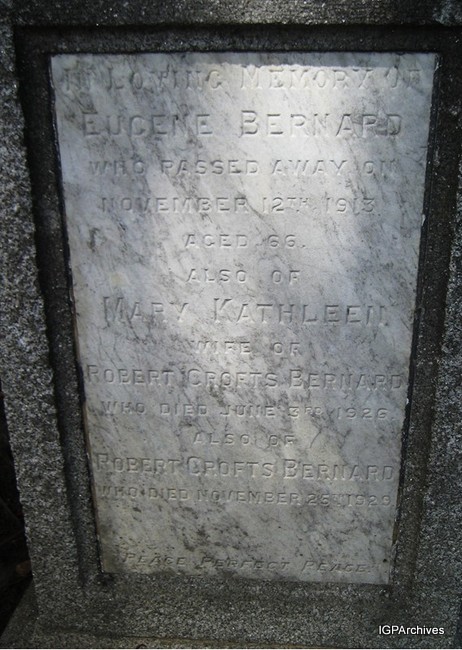 IN LOVING MEMORY OF
EUGENE BERNARD
WHO PASSED AWAY ON
NOVEMBER 12TH 1913
AGED 66.
ALSO OF
MARY KATHLEEN
WIFE OF
ROBERT CROFTS BERNARD
WHO DIED JUNE 3RD 1926.
ALSO OF
ROBERT CROFTS BERNARD
WHO DIED NOVEMBER 25TH 1929
PEACE PERFECT PEACE.
IGPArchives